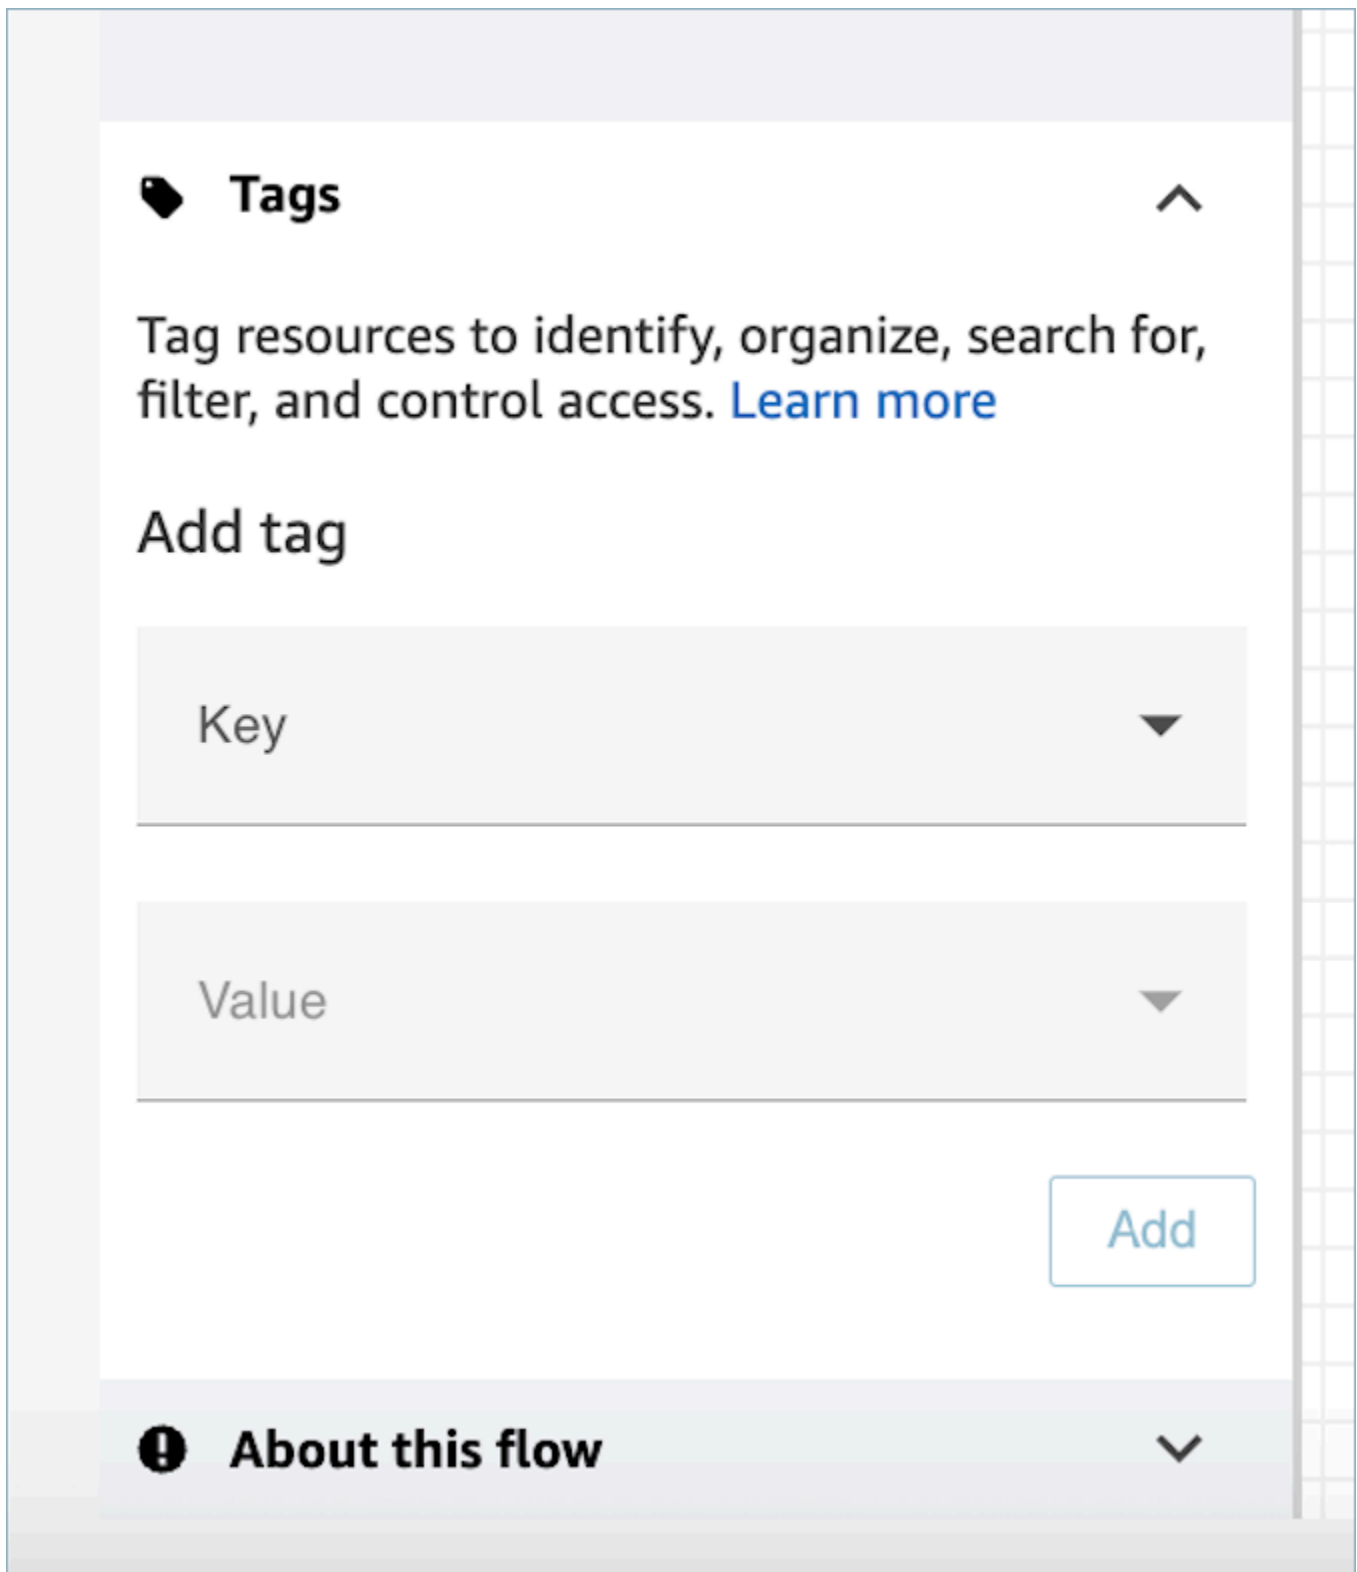 Tags
Tag resources to identify, organize, search for,
filter, and control access. Learn more
Add tag
Key
Value
Add
About this flow